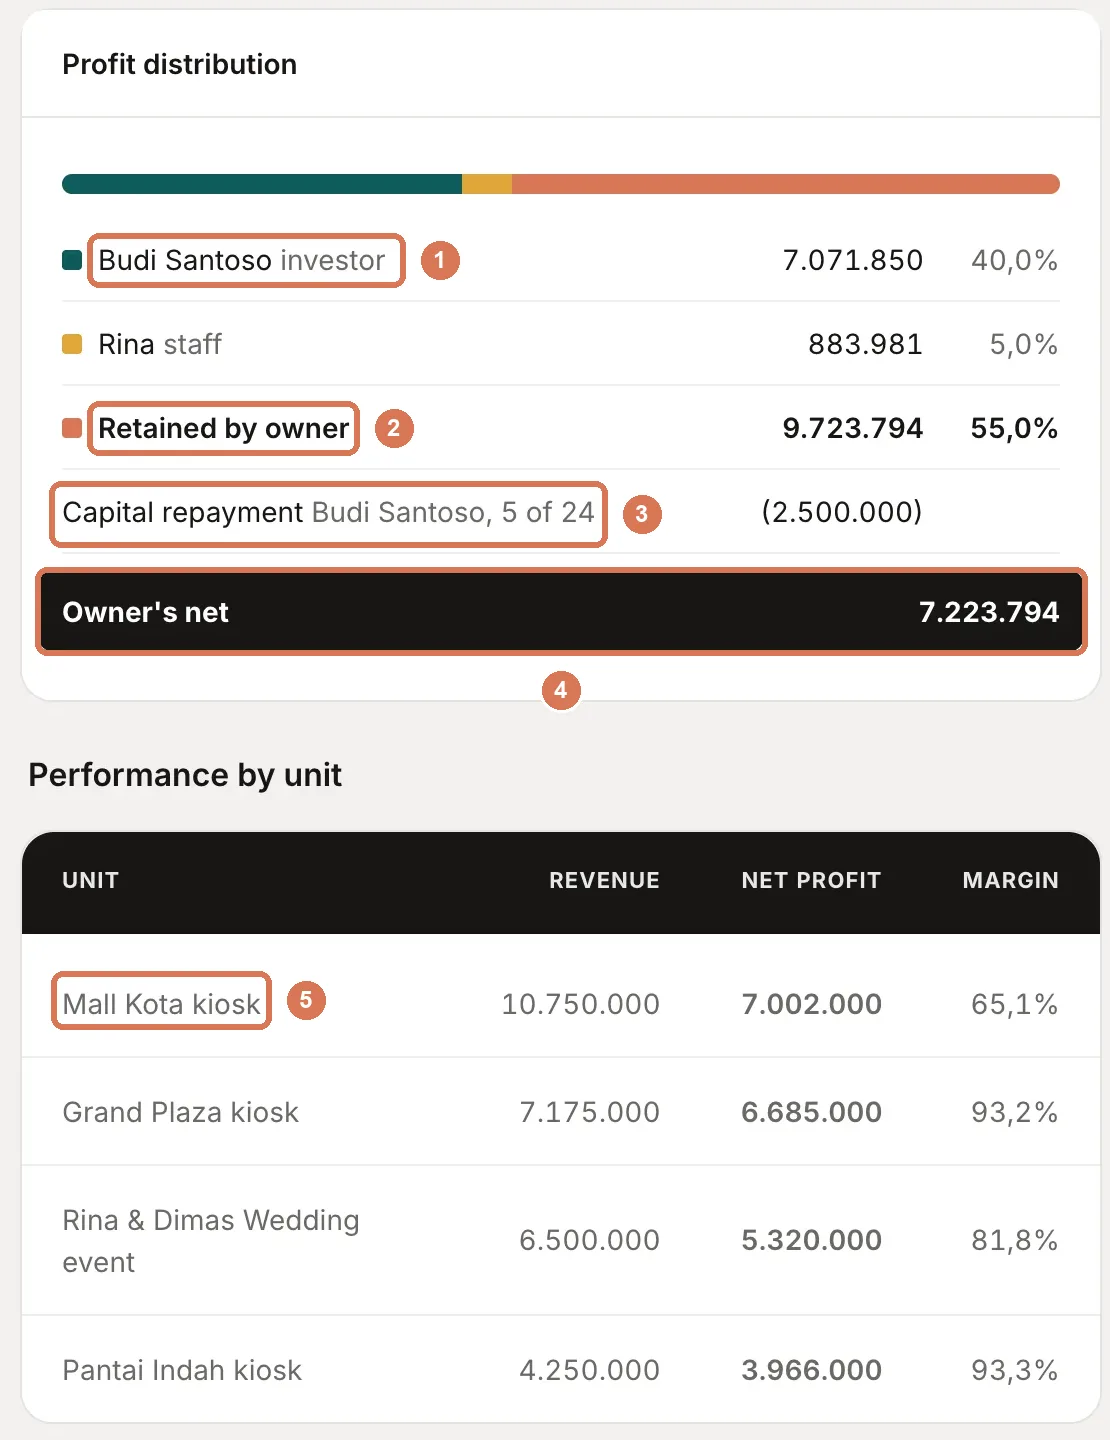 Profit distribution
Budi Santoso investor 1 7.071.850 40,0%
Rina staff 883.981 5,0%
Retained by owner 2 9.723.794 55,0%
Capital repayment Budi Santoso, 5 of 24 3 (2.500.000)
Owner's net 7.223.794
4
Performance by unit
UNIT REVENUE NET PROFIT MARGIN
Mall Kota kiosk 5 10.750.000 7.002.000 65,1%
Grand Plaza kiosk 7.175.000 6.685.000 93,2%
Rina & Dimas Wedding
event 6.500.000 5.320.000 81,8%
Pantai Indah kiosk 4.250.000 3.966.000 93,3%